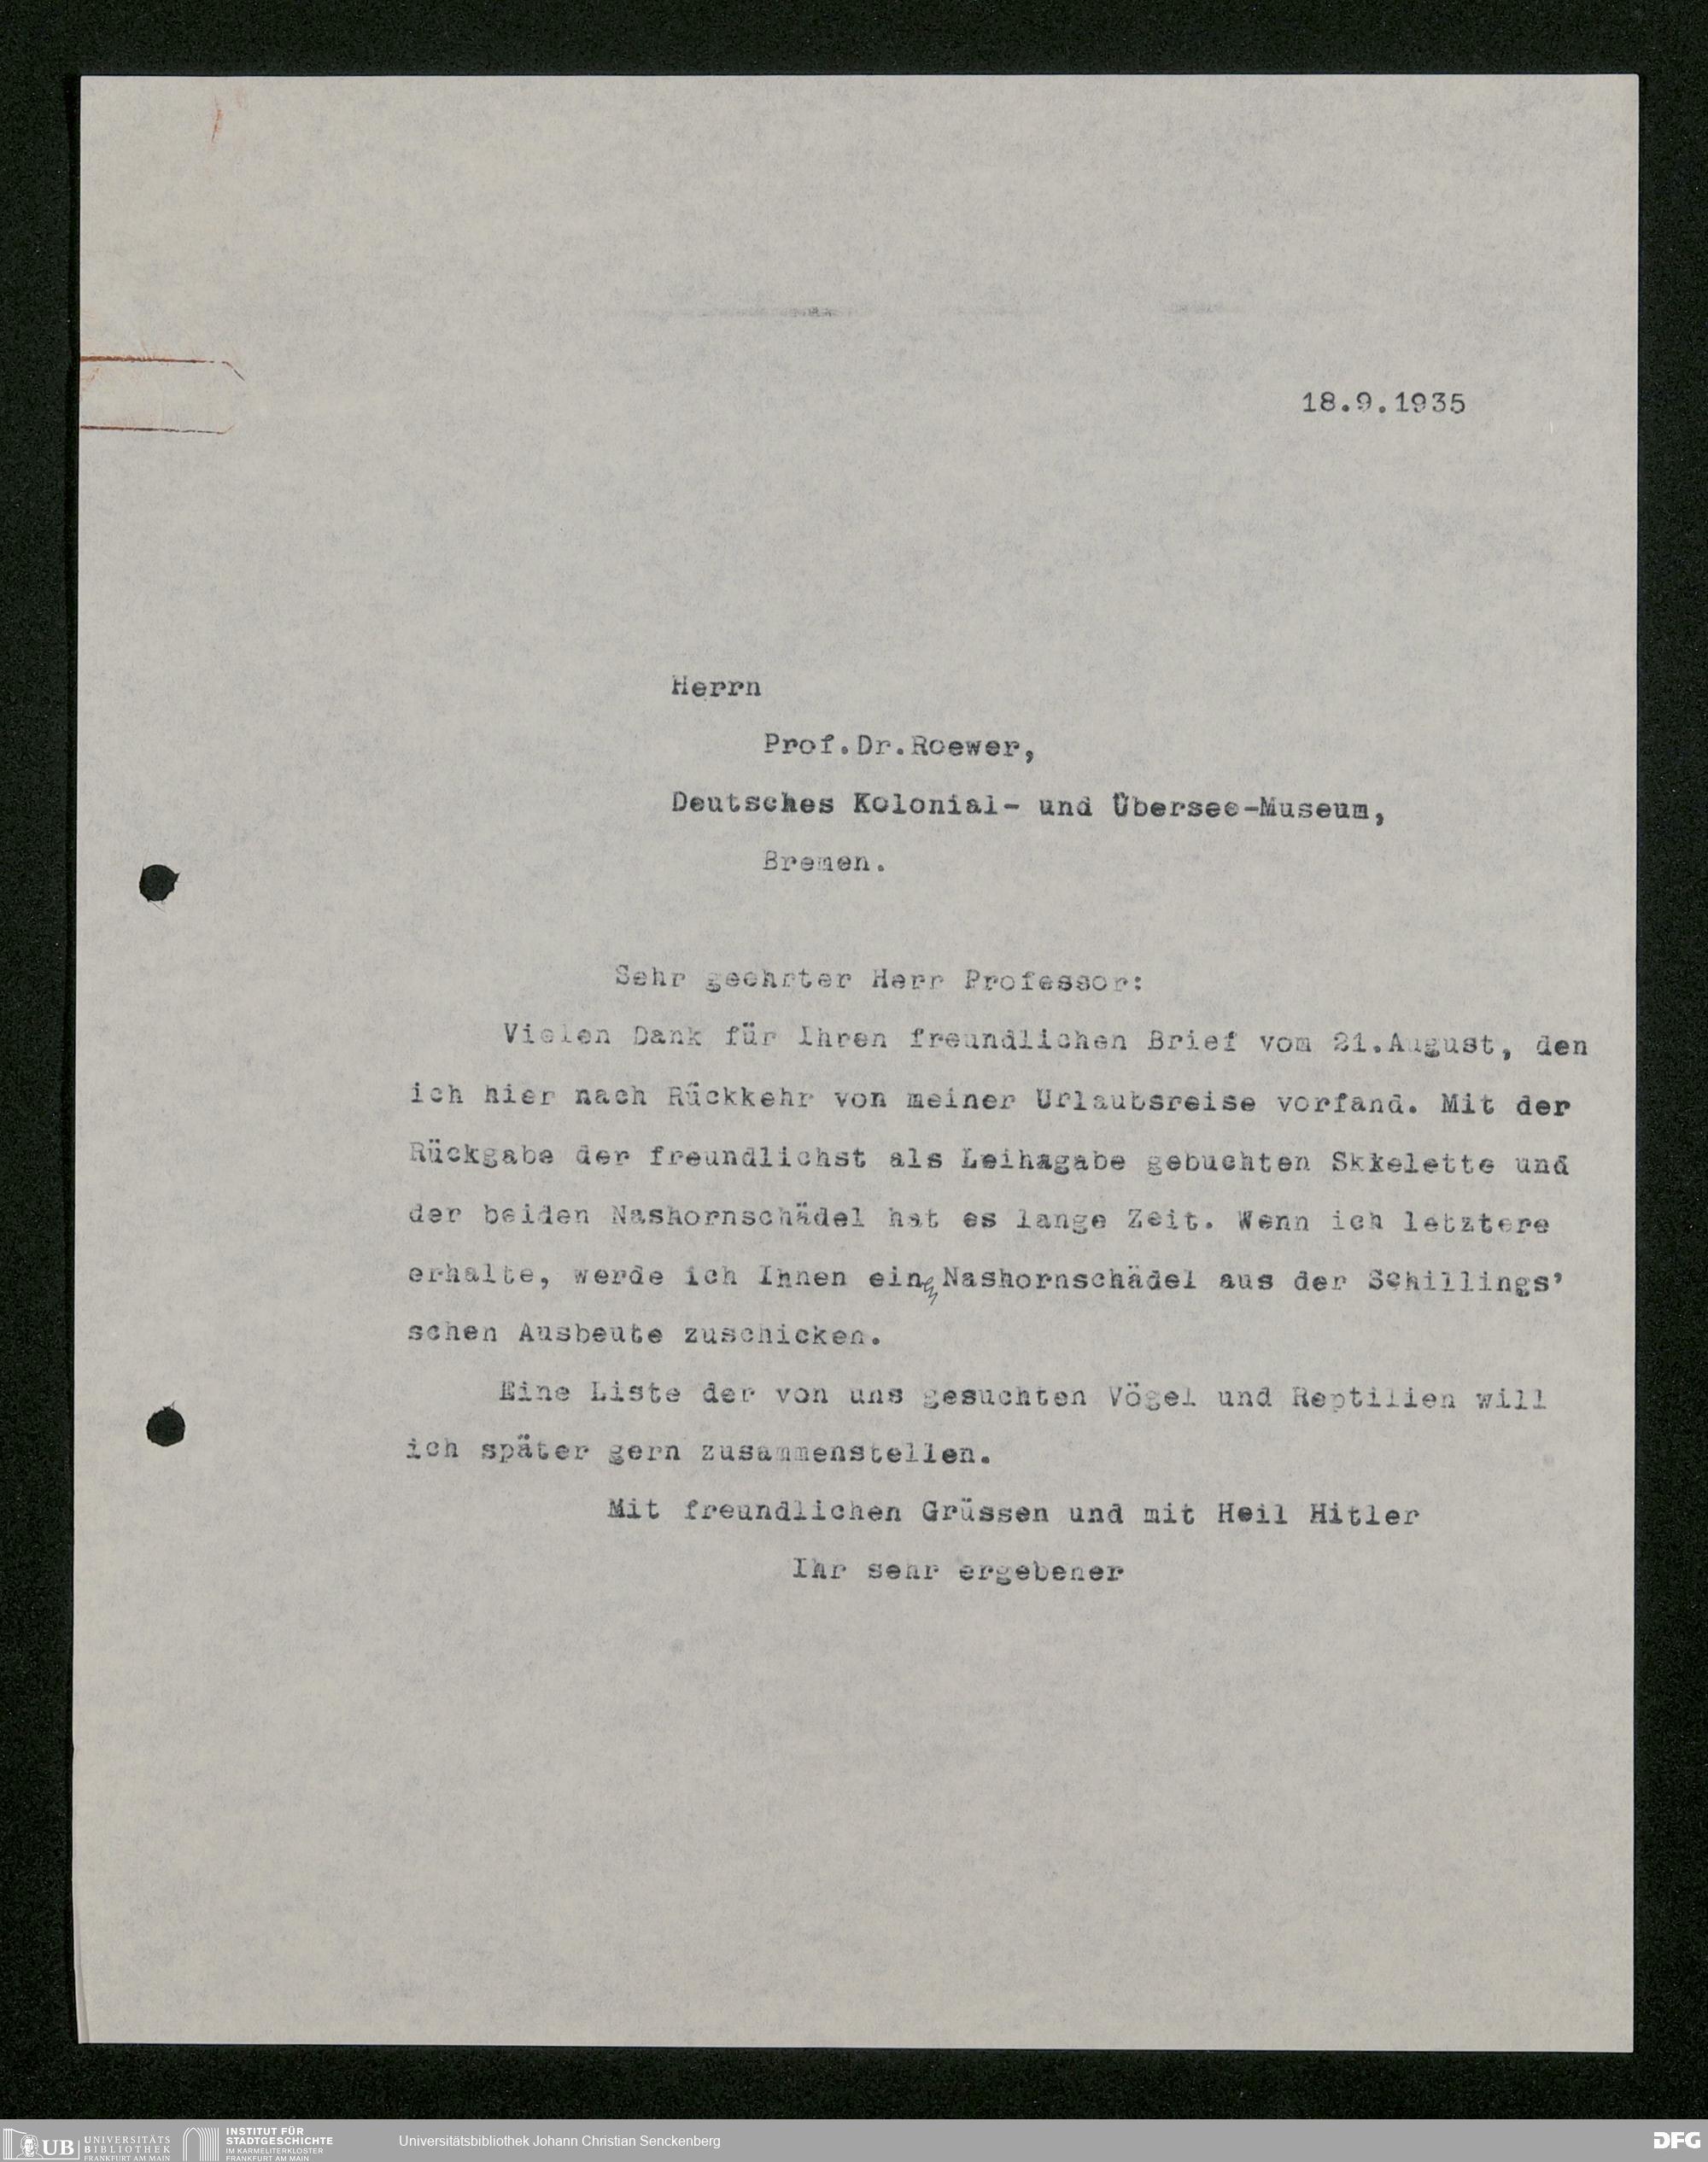 18.9.1935
Herrn
Prof.Dr.Roewer,
Deutsches Kolonial- und Übersee-Museum,
Bremen.
Sehr geehrter Herr Professor:
Vielen Dank für Ihren freundlichen Brief vom 21.August, den
ich hier nach Rückkehr von meiner Urlaubsreise vorfand. Mit der
Rückgabe der freundlichst als Leihagabe gebuchten Skkelette und
der beiden Nashornschädel hat es lange Zeit. Wenn ich letztere
erhalte, werde ich Ihnen einen Nashornschädel aus der Schillings'
schen Ausbeute zuschicken.
Eine Liste der von uns gesuchten Vögel und Reptilien will
ich später gern zusammenstellen.
Mit freundlichen Grüssen und mit Heil Hitler
Ihr sehr ergebener
UB
UNIVERSITÄTS
BIBLIOTHEK
FRANKFURT AM MAIN
INSTITUT FÜR
STADTGESCHICHTE
IM KARMELITERKLOSTER
FRANKFURT AM MAIN
Universitätsbibliothek Johann Christian Senckenberg
DFG